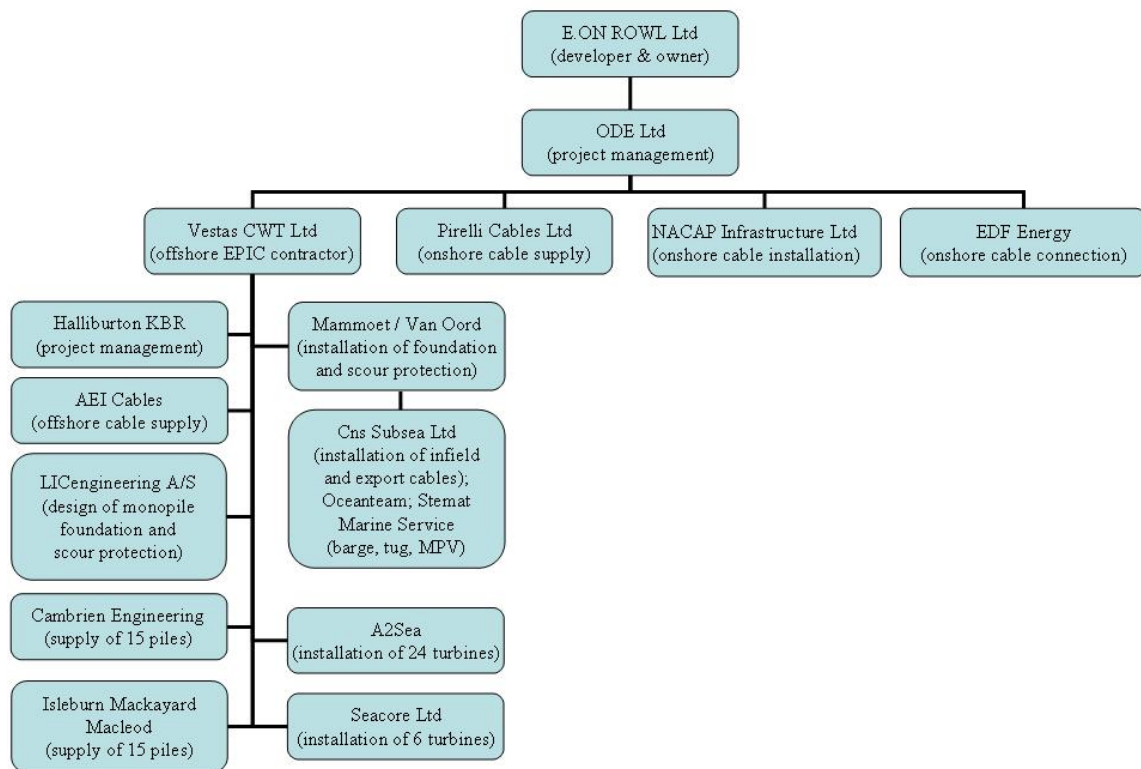 E.ON ROWL Ltd
(developer & owner)
ODE Ltd
(project management)
Vestas CWT Ltd
(offshore EPIC contractor)
Pirelli Cables Ltd
(onshore cable supply)
NACAP Infrastructure Ltd
(onshore cable installation)
EDF Energy
(onshore cable connection)
Halliburton KBR
(project management)
Mammoet / Van Oord
(installation of foundation
and scour protection)
AEI Cables
(offshore cable supply)
Cns Subsea Ltd
(installation of infield
and export cables);
Oceanteam; Stemat
Marine Service
(barge, tug, MPV)
LICengineering A/S
(design of monopile
foundation and
scour protection)
Cambrien Engineering
(supply of 15 piles)
A2Sea
(installation of 24 turbines)
Isleburn Mackayard
Macleod
(supply of 15 piles)
Seacore Ltd
(installation of 6 turbines)